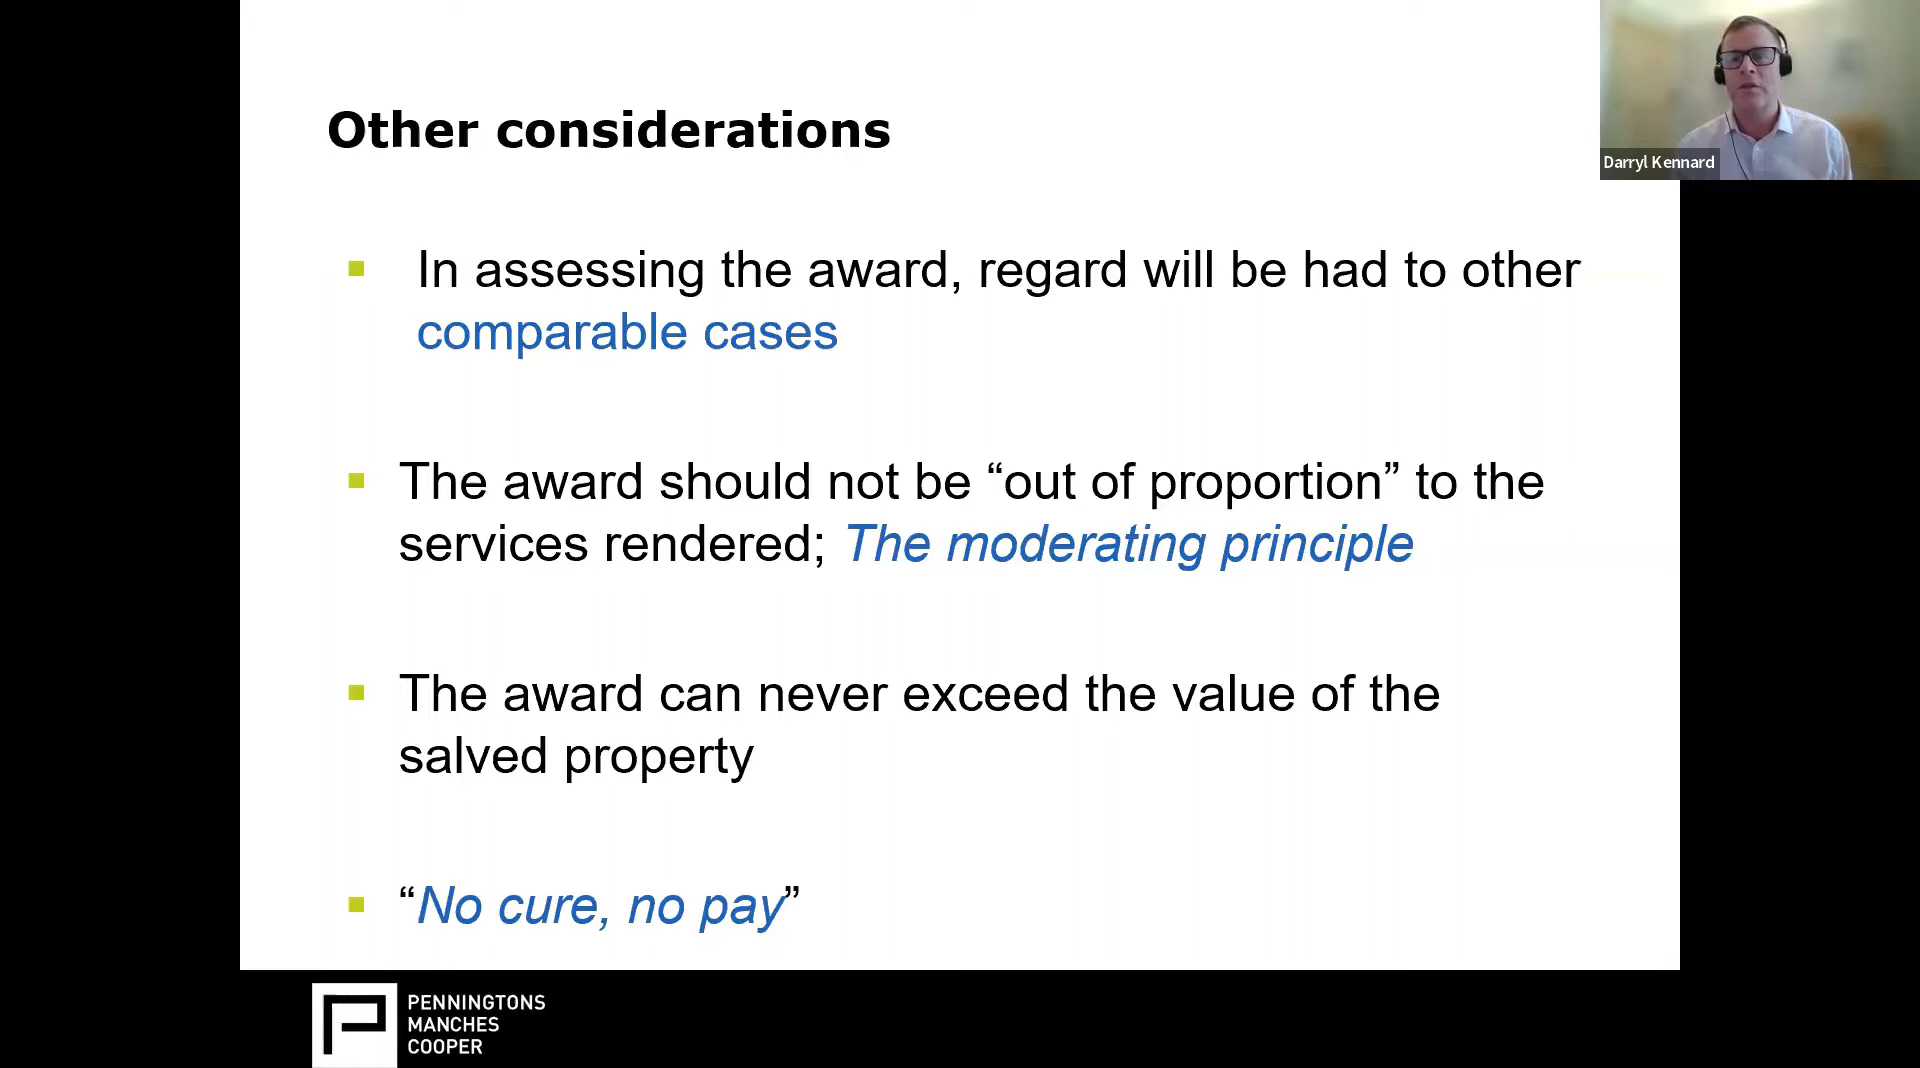 Other considerations
Darryl Kennard
In assessing the award, regard will be had to other
comparable cases
The award should not be “out of proportion” to the
services rendered; The moderating principle
The award can never exceed the value of the
salved property
“No cure, no pay”
PENNINGTONS
MANCHES
COOPER